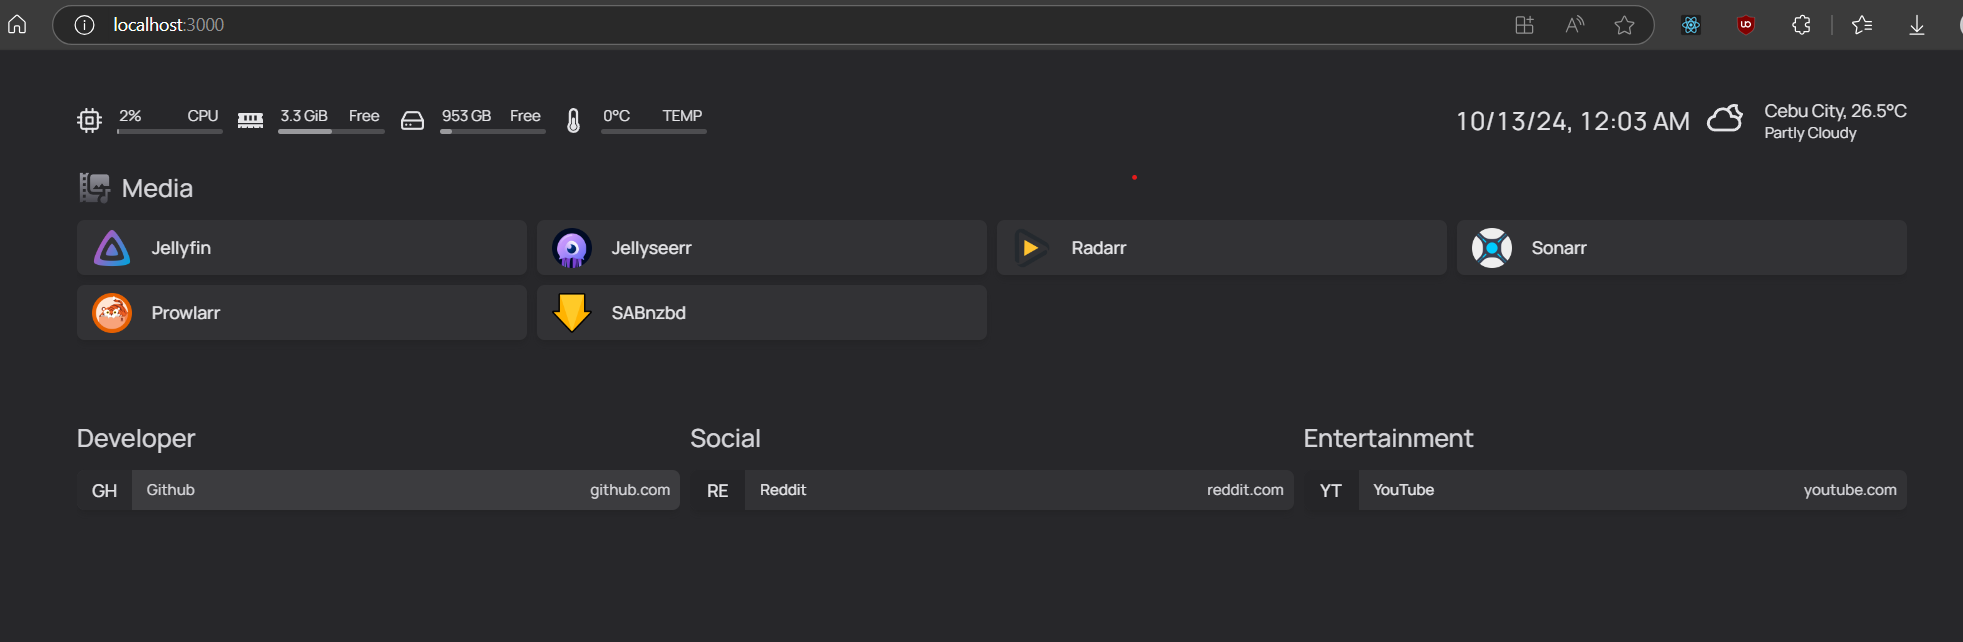 localhost:3000
2% CPU 3.3 GiB Free 953 GB Free 0°C TEMP
10/13/24, 12:03 AM
Cebu City, 26.5°C
Partly Cloudy
Media
Jellyfin
Jellyseerr
Radarr
Sonarr
Prowlarr
SABnzbd
Developer
GH Github github.com
Social
RE Reddit reddit.com
Entertainment
YT YouTube youtube.com